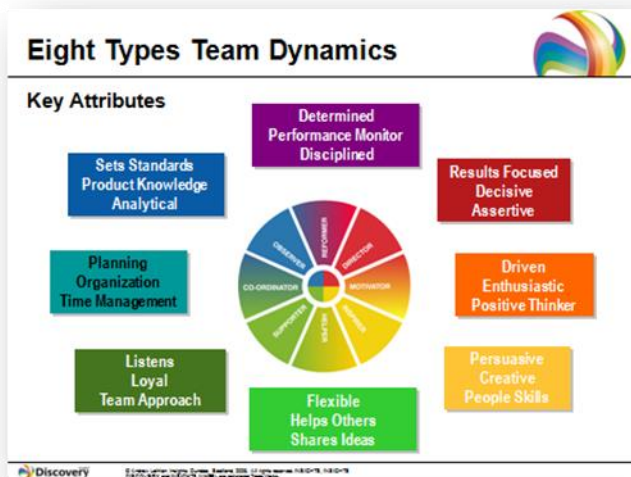 Eight Types Team Dynamics
Key Attributes
Determined
Performance Monitor
Disciplined
Sets Standards
Product Knowledge
Analytical
Results Focused
Decisive
Assertive
Planning
Organization
Time Management
Driven
Enthusiastic
Positive Thinker
Listens
Loyal
Team Approach
Flexible
Helps Others
Shares Ideas
Persuasive
Creative
People Skills
REFORMER
DIRECTOR
MOTIVATOR
INSPIRER
HELPER
SUPPORTER
CO-ORDINATOR
OBSERVER
Discovery